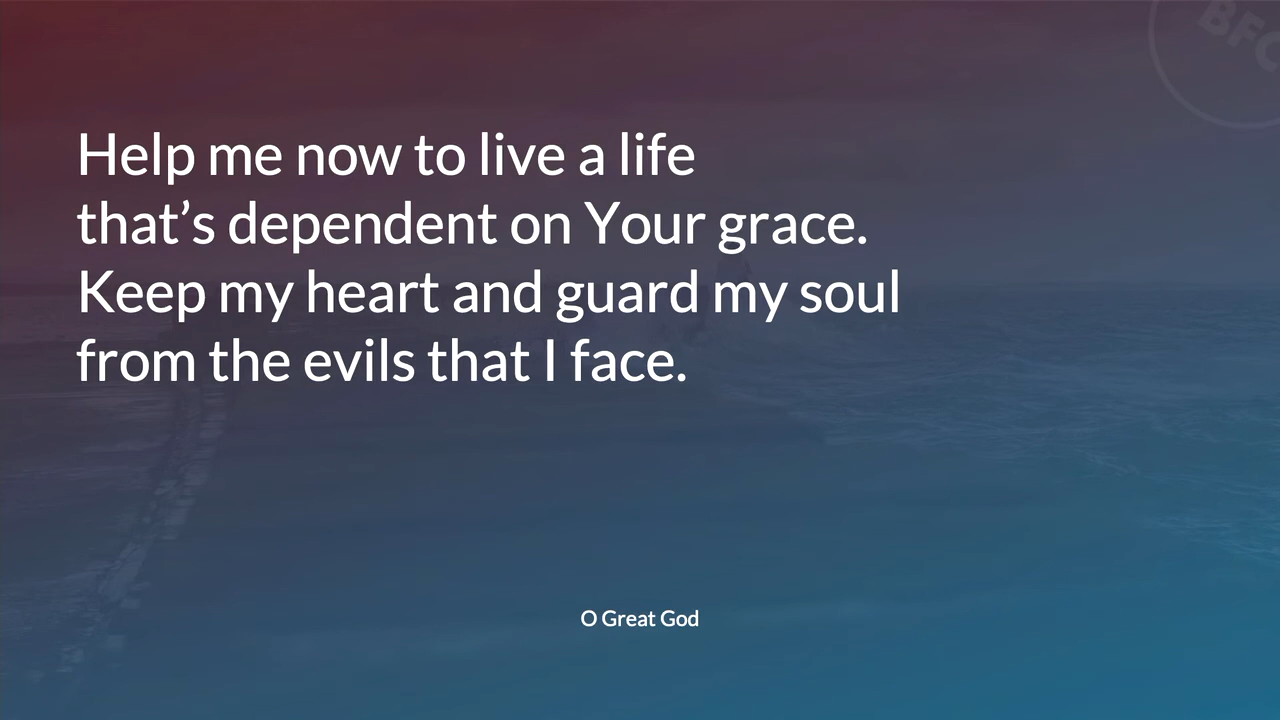 BFC
Help me now to live a life
that’s dependent on Your grace.
Keep my heart and guard my soul
from the evils that I face.
O Great God